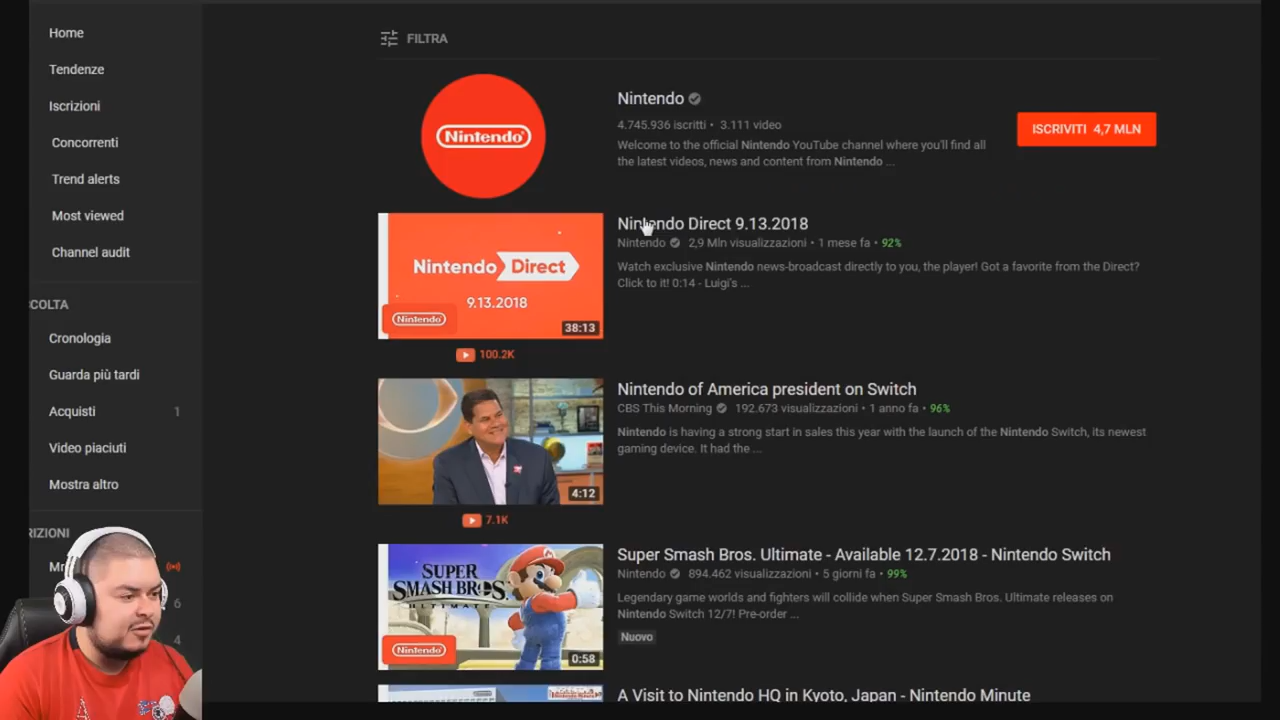 Home
Tendenze
Iscrizioni
Concorrenti
Trend alerts
Most viewed
Channel audit
COLTA
Cronologia
Guarda più tardi
Acquisti 1
Video piaciuti
Mostra altro
RIZIONI
6
4
FILTRA
Nintendo
Nintendo
4.745.936 iscritti • 3.111 video
Welcome to the official Nintendo YouTube channel where you'll find all
the latest videos, news and content from Nintendo ...
ISCRIVITI 4,7 MLN
Nintendo Direct
9.13.2018
Nintendo
38:13
100.2K
Nintendo Direct 9.13.2018
Nintendo 2,9 Mln visualizzazioni • 1 mese fa • 92%
Watch exclusive Nintendo news-broadcast directly to you, the player! Got a favorite from the Direct?
Click to it! 0:14 - Luigi's ...
4:12
7.1K
Nintendo of America president on Switch
CBS This Morning 192.673 visualizzazioni • 1 anno fa • 96%
Nintendo is having a strong start in sales this year with the launch of the Nintendo Switch, its newest
gaming device. It had the ...
SUPER
SMASH BROS.
ULTIMATE
Nintendo
0:58
Super Smash Bros. Ultimate - Available 12.7.2018 - Nintendo Switch
Nintendo 894.462 visualizzazioni • 5 giorni fa • 99%
Legendary game worlds and fighters will collide when Super Smash Bros. Ultimate releases on
Nintendo Switch 12/7! Pre-order ...
Nuovo
A Visit to Nintendo HQ in Kyoto, Japan - Nintendo Minute